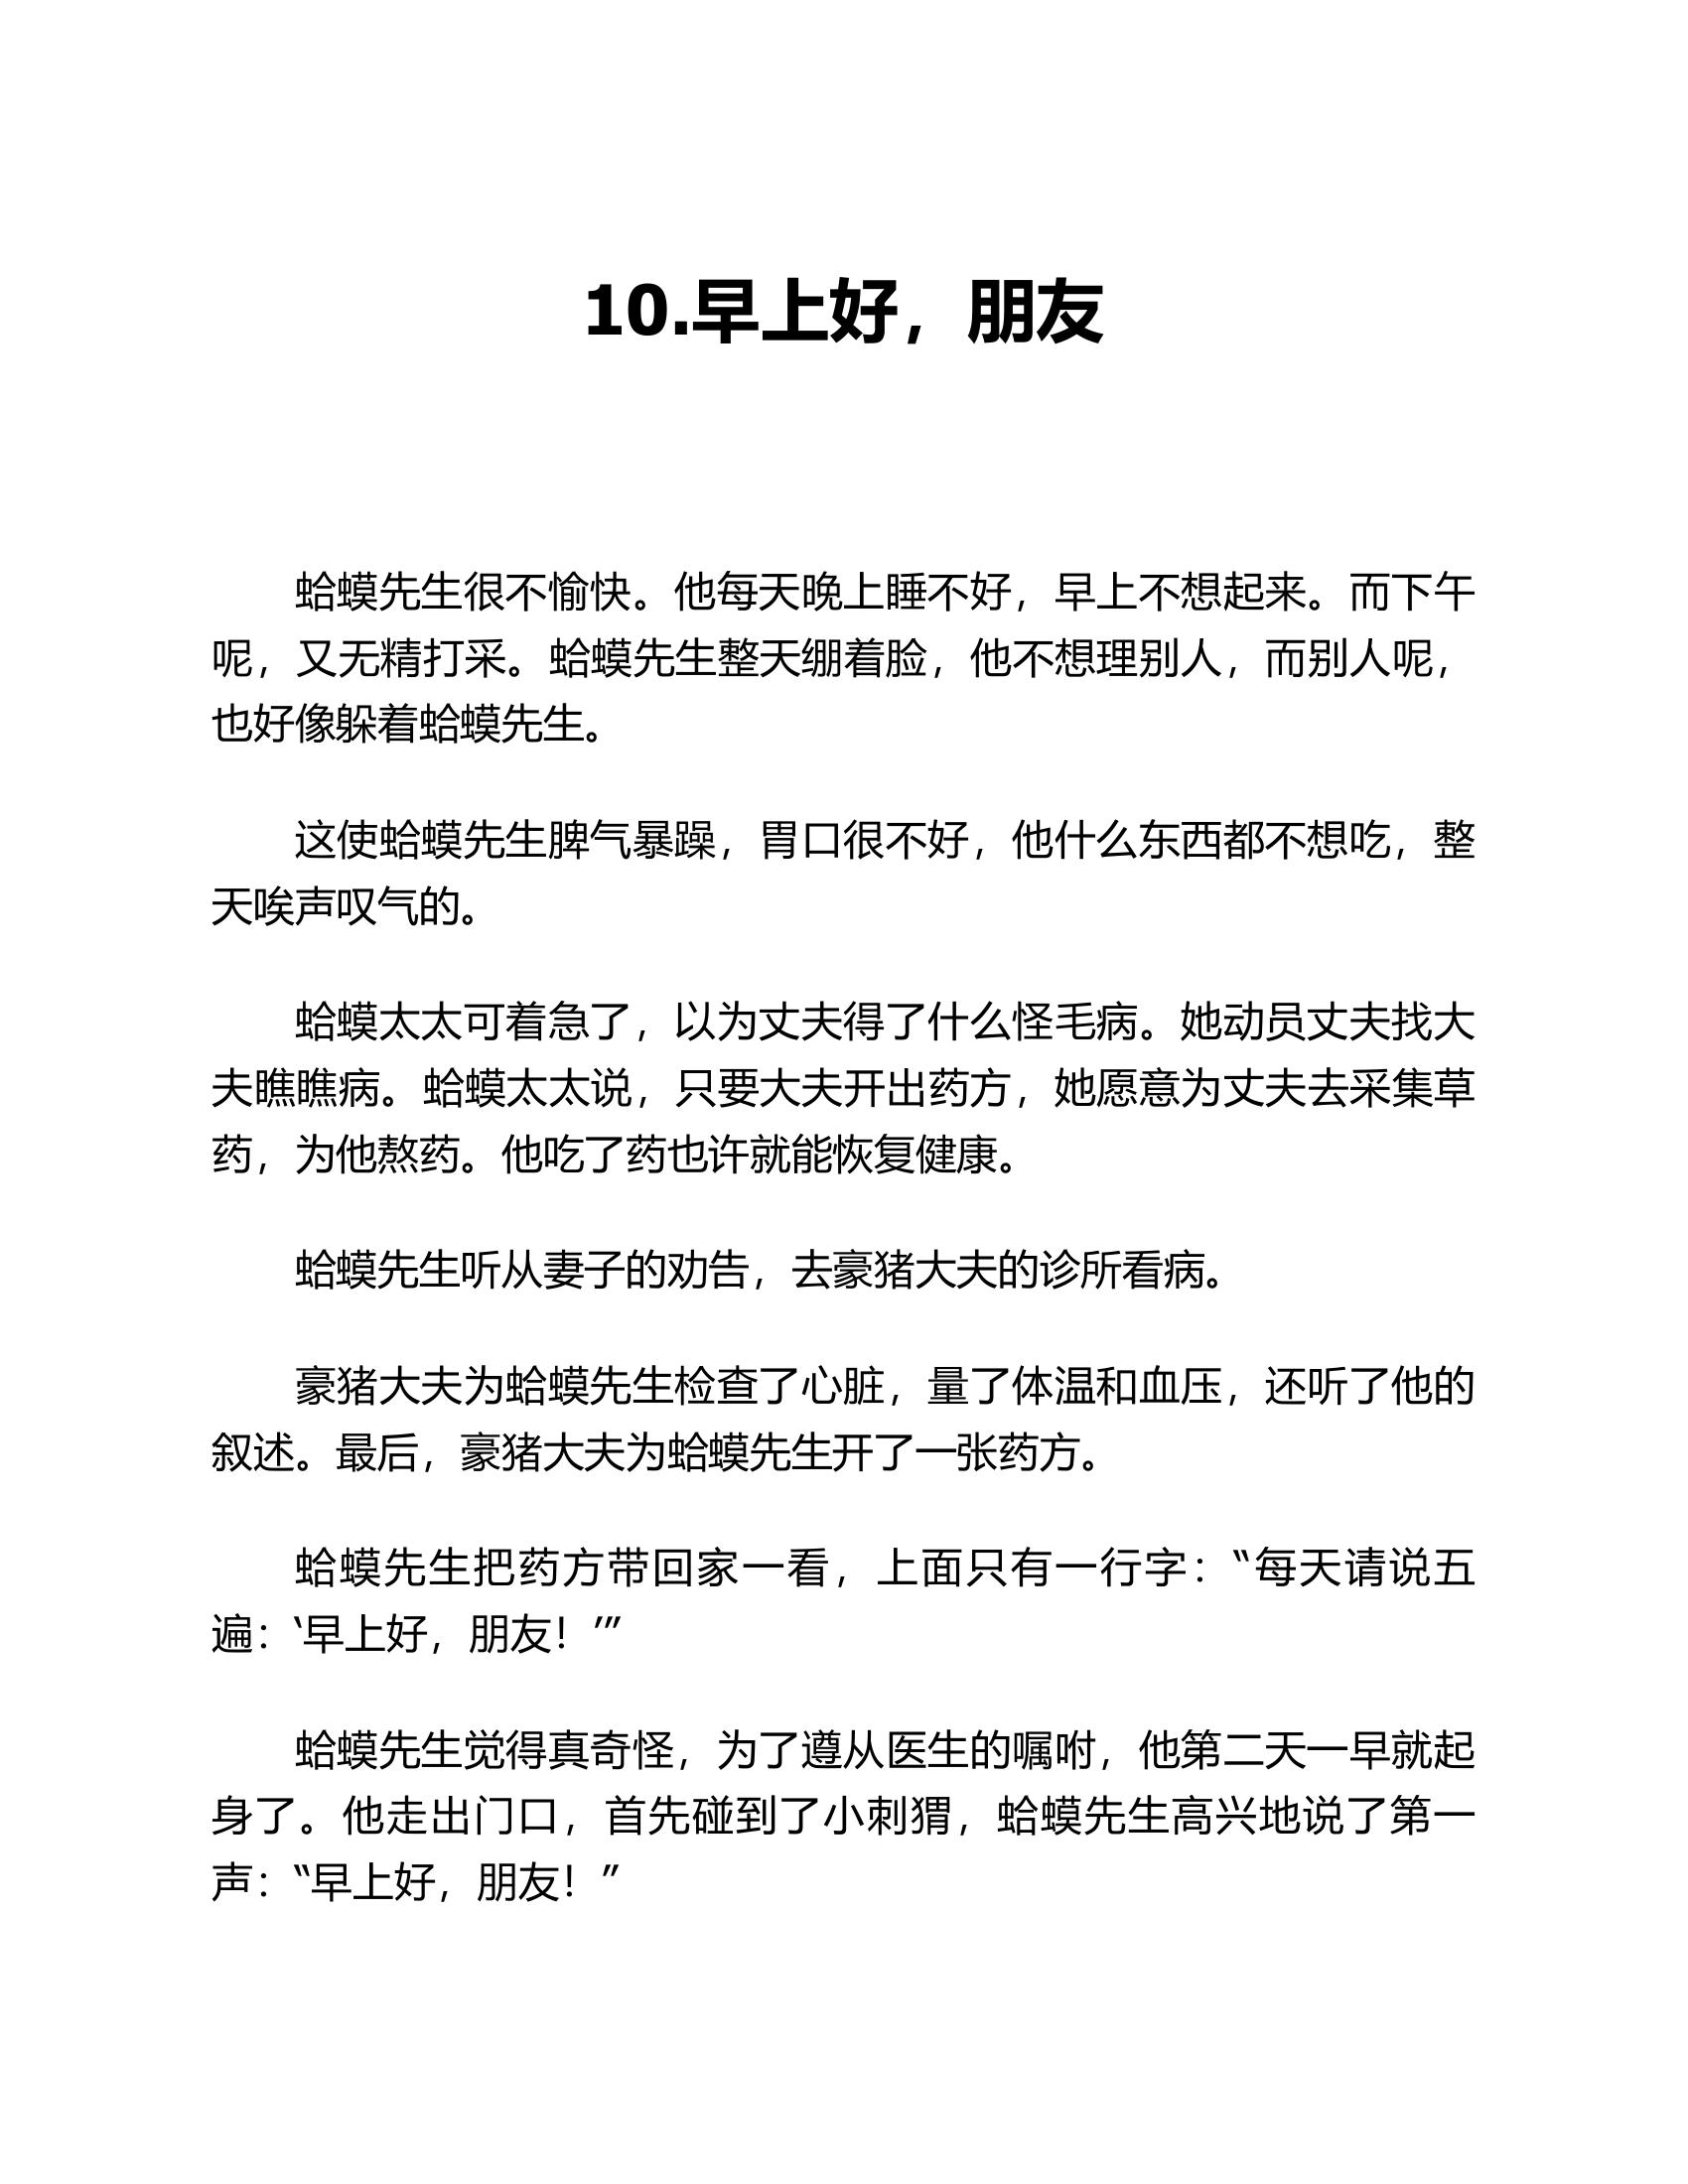 10.早上好，朋友
蛤蟆先生很不愉快。他每天晚上睡不好，早上不想起来。而下午
呢，又无精打采。蛤蟆先生整天绷着脸，他不想理别人，而别人呢，
也好像躲着蛤蟆先生。
这使蛤蟆先生脾气暴躁，胃口很不好，他什么东西都不想吃，整
天唉声叹气的。
蛤蟆太太可着急了，以为丈夫得了什么怪毛病。她动员丈夫找大
夫瞧瞧病。蛤蟆太太说，只要大夫开出药方，她愿意为丈夫去采集草
药，为他熬药。他吃了药也许就能恢复健康。
蛤蟆先生听从妻子的劝告，去豪猪大夫的诊所看病。
豪猪大夫为蛤蟆先生检查了心脏，量了体温和血压，还听了他的
叙述。最后，豪猪大夫为蛤蟆先生开了一张药方。
蛤蟆先生把药方带回家一看，上面只有一行字：“每天请说五
遍：‘早上好，朋友！’”
蛤蟆先生觉得真奇怪，为了遵从医生的嘱咐，他第二天一早就起
身了。他走出门口，首先碰到了小刺猬，蛤蟆先生高兴地说了第一
声：“早上好，朋友！”